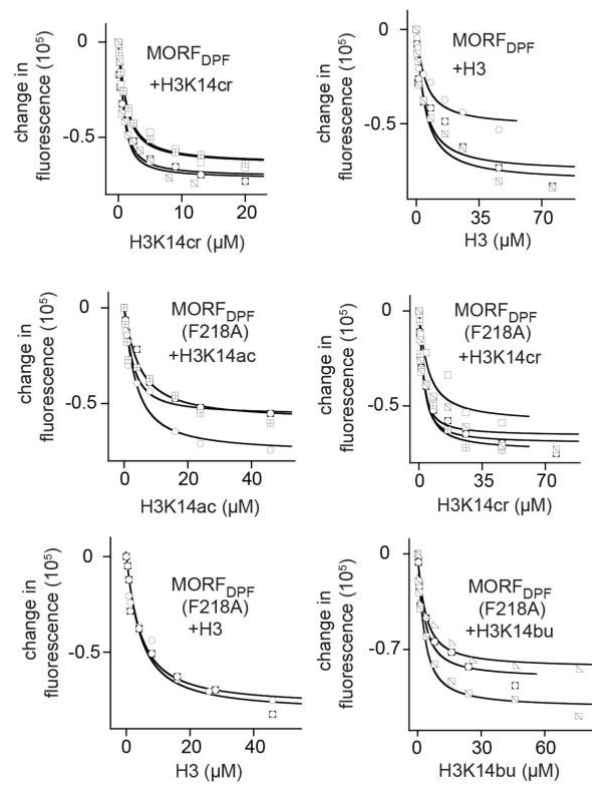 change in
fluorescence (10⁵)
0
-0.5
MORF_DPF
+H3K14cr
0
10
20
H3K14cr (µM)
change in
fluorescence (10⁵)
0
-0.5
MORF_DPF
+H3
0
35
70
H3 (µM)
change in
fluorescence (10⁵)
0
-0.5
MORF_DPF
(F218A)
+H3K14ac
0
20
40
H3K14ac (µM)
change in
fluorescence (10⁵)
0
-0.5
MORF_DPF
(F218A)
+H3K14cr
0
35
70
H3K14cr (µM)
change in
fluorescence (10⁵)
0
-0.5
MORF_DPF
(F218A)
+H3
0
20
40
H3 (µM)
change in
fluorescence (10⁵)
0
-0.7
MORF_DPF
(F218A)
+H3K14bu
0
30
60
H3K14bu (µM)